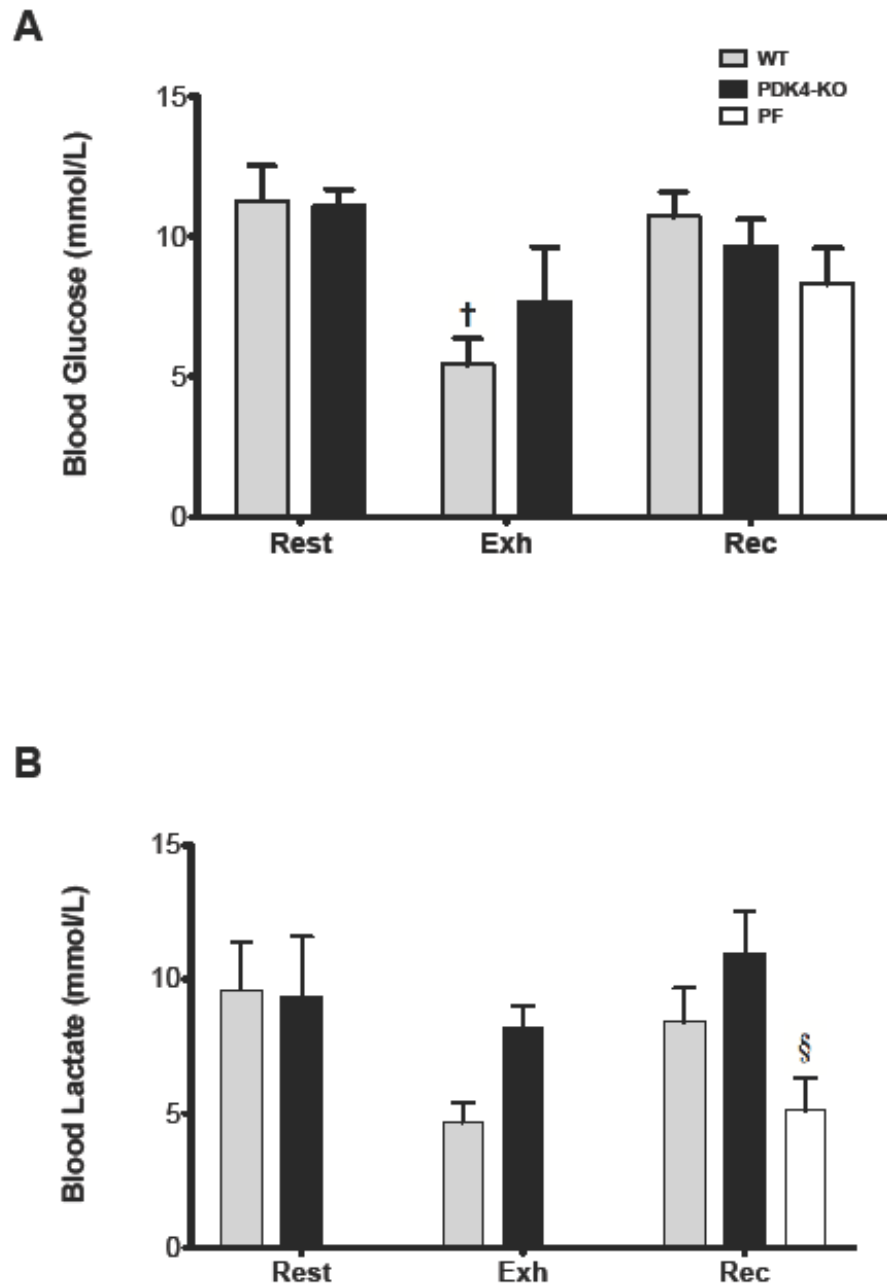 A
WT
PDK4-KO
PF
Blood Glucose (mmol/L)
15
†
10
5
0
Rest Exh Rec
B
Blood Lactate (mmol/L)
15
10
§
5
0
Rest Exh Rec